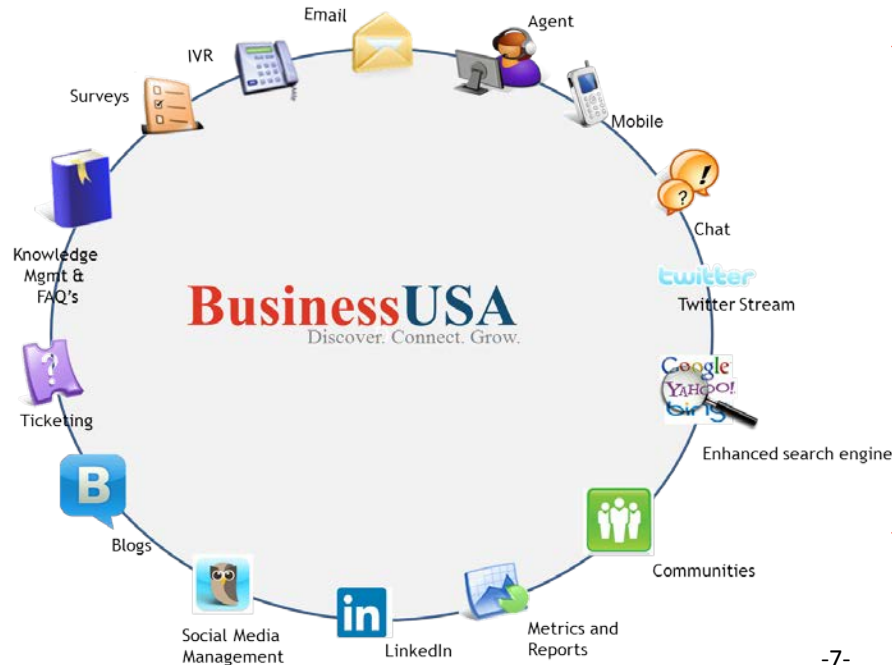 Email
Agent
IVR
Surveys
Mobile
!
?
Chat
Knowledge
Mgmt &
FAQ's
twitter
Twitter Stream
BusinessUSA
Discover. Connect. Grow.
Google
YAHOO!
bing
Enhanced search engine
?
Ticketing
B
Blogs
Communities
in
Social Media
Management
LinkedIn
Metrics and
Reports
-7-